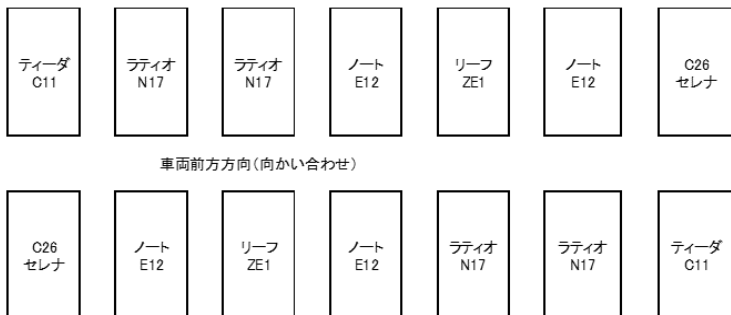 ティーダ
C11
ラティオ
N17
ラティオ
N17
ノート
E12
リーフ
ZE1
ノート
E12
C26
セレナ
車両前方方向(向かい合わせ)
C26
セレナ
ノート
E12
リーフ
ZE1
ノート
E12
ラティオ
N17
ラティオ
N17
ティーダ
C11